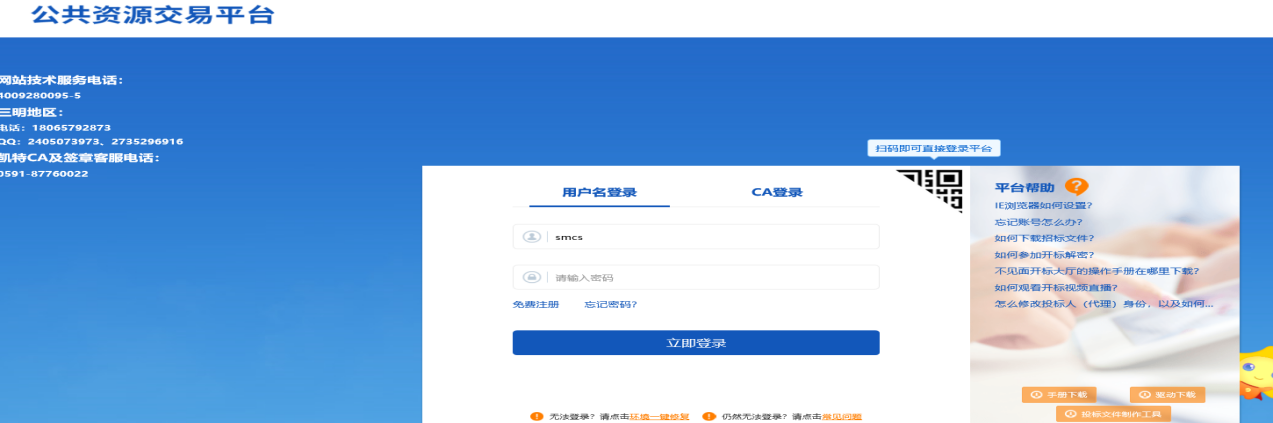 公共资源交易平台
网站技术服务电话:
4009280095-5
三明地区:
电话: 18065792873
QQ: 2405073973、2735296916
凯特CA及签章客服电话:
0591-87760022
扫码即可直接登录平台
用户名登录
CA登录
smcs
请输入密码
免费注册
忘记密码?
立即登录
无法登录? 请点击环境一键修复
仍然无法登录? 请点击常见问题
平台帮助
IE浏览器如何设置?
忘记账号怎么办?
如何下载招标文件?
如何参加开标解密?
不见面开标大厅的操作手册在哪里下载?
如何观看开标视频直播?
怎么修改投标人（代理）身份，以及如何...
手册下载
驱动下载
投标文件制作工具